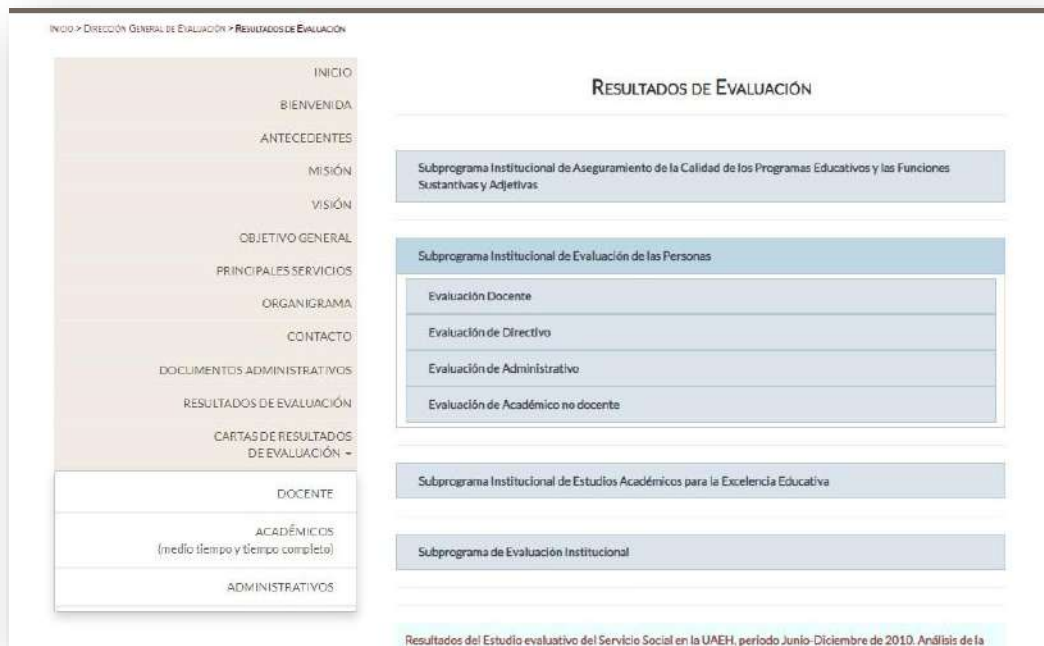 INICIO > DIRECCIÓN GENERAL DE EVALUACIÓN > RESULTADOS DE EVALUACIÓN
INICIO
BIENVENIDA
ANTECEDENTES
MISIÓN
VISIÓN
OBJETIVO GENERAL
PRINCIPALES SERVICIOS
ORGANIGRAMA
CONTACTO
DOCUMENTOS ADMINISTRATIVOS
RESULTADOS DE EVALUACIÓN
CARTAS DE RESULTADOS
DE EVALUACIÓN
DOCENTE
ACADÉMICOS
(medio tiempo y tiempo completo)
ADMINISTRATIVOS
RESULTADOS DE EVALUACIÓN
Subprograma Institucional de Aseguramiento de la Calidad de los Programas Educativos y las Funciones
Sustantivas y Adjetivas
Subprograma Institucional de Evaluación de las Personas
Evaluación Docente
Evaluación de Directivo
Evaluación de Administrativo
Evaluación de Académico no docente
Subprograma Institucional de Estudios Académicos para la Excelencia Educativa
Subprograma de Evaluación Institucional
Resultados del Estudio evaluativo del Servicio Social en la UAEH, periodo Junio-Diciembre de 2010. Análisis de la